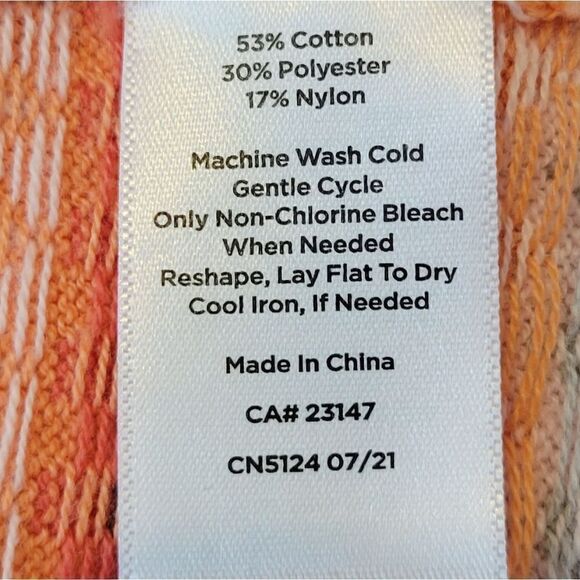 53% Cotton
30% Polyester
17% Nylon
Machine Wash Cold
Gentle Cycle
Only Non-Chlorine Bleach
When Needed
Reshape, Lay Flat To Dry
Cool Iron, If Needed
Made In China
CA# 23147
CN5124 07/21